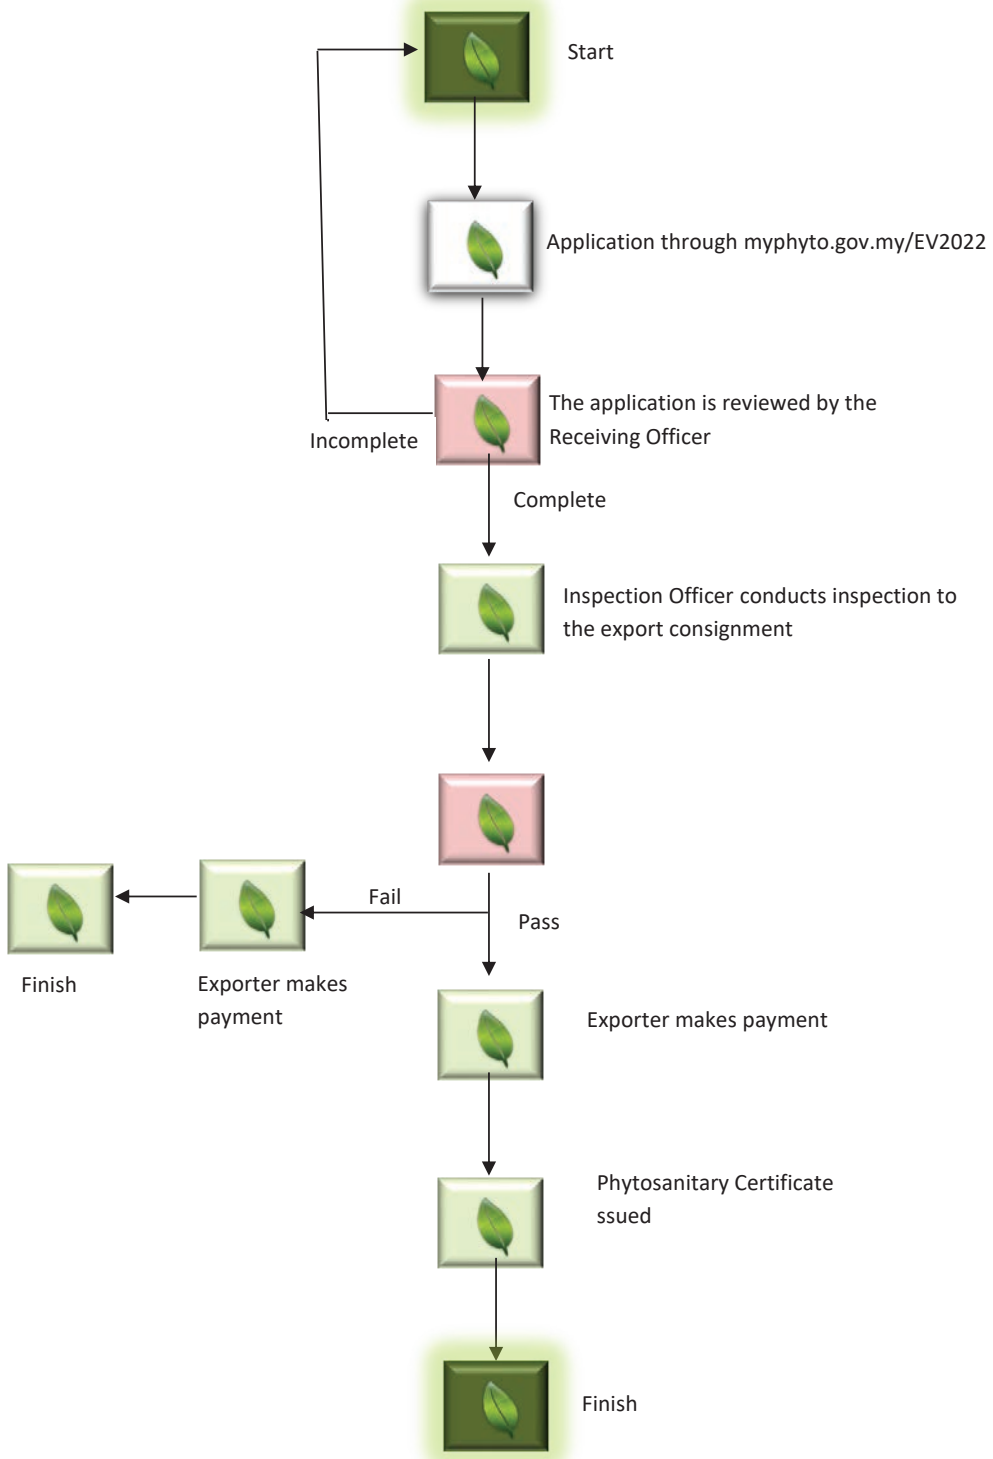 Start
Application through myphyto.gov.my/EV2022
The application is reviewed by the
Receiving Officer
Incomplete
Complete
Inspection Officer conducts inspection to
the export consignment
Fail
Pass
Finish
Exporter makes
payment
Exporter makes payment
Phytosanitary Certificate
ssued
Finish